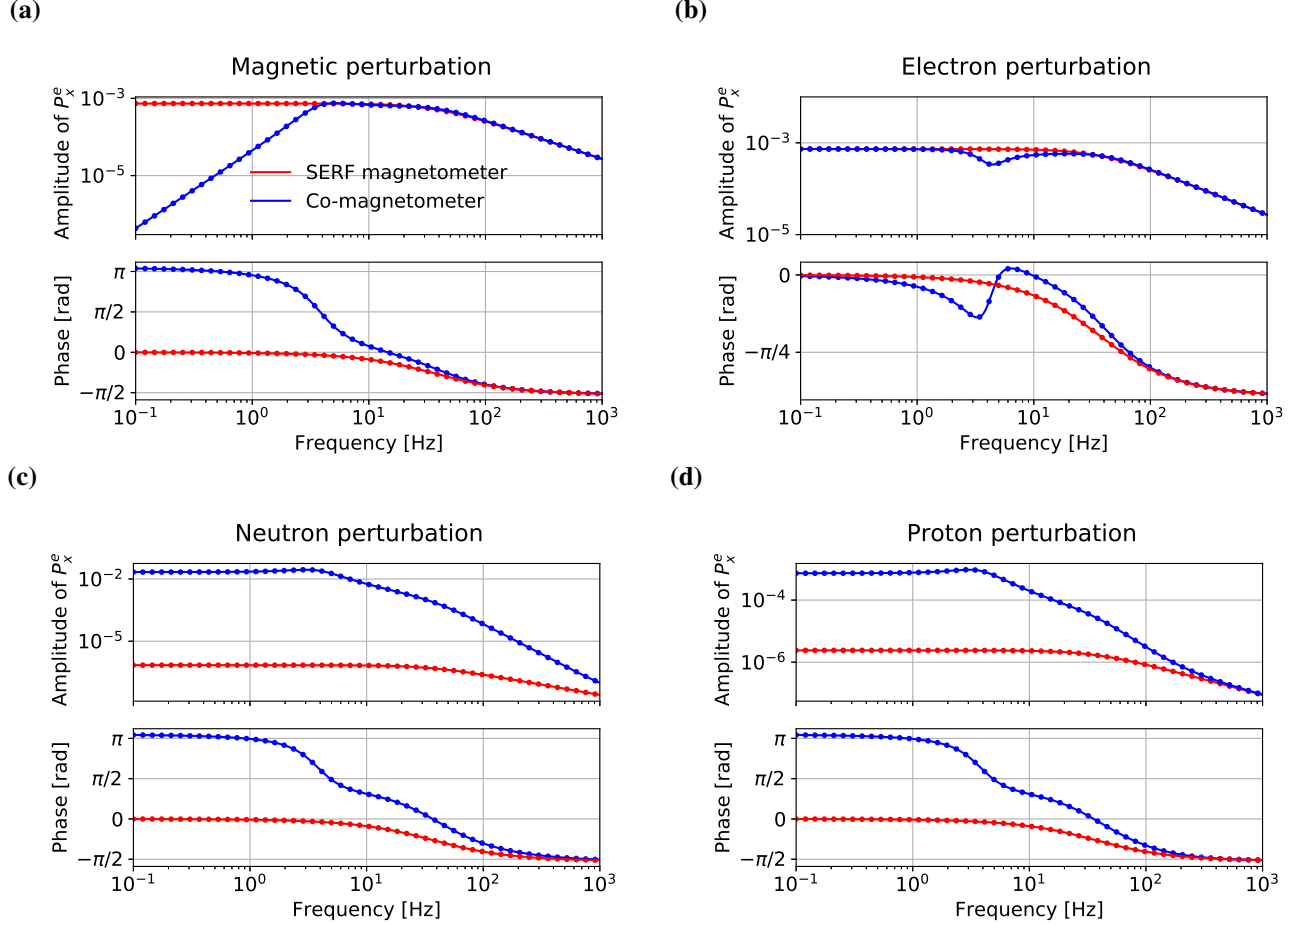 (a)
Magnetic perturbation
Amplitude of P_x^e
10^−3
10^−5
SERF magnetometer
Co-magnetometer
Phase [rad]
π
π/2
0
−π/2
10^−1 10^0 10^1 10^2 10^3
Frequency [Hz]
(b)
Electron perturbation
Amplitude of P_x^e
10^−3
10^−5
Phase [rad]
0
−π/4
10^−1 10^0 10^1 10^2 10^3
Frequency [Hz]
(c)
Neutron perturbation
Amplitude of P_x^e
10^−2
10^−5
Phase [rad]
π
π/2
0
−π/2
10^−1 10^0 10^1 10^2 10^3
Frequency [Hz]
(d)
Proton perturbation
Amplitude of P_x^e
10^−4
10^−6
Phase [rad]
π
π/2
0
−π/2
10^−1 10^0 10^1 10^2 10^3
Frequency [Hz]